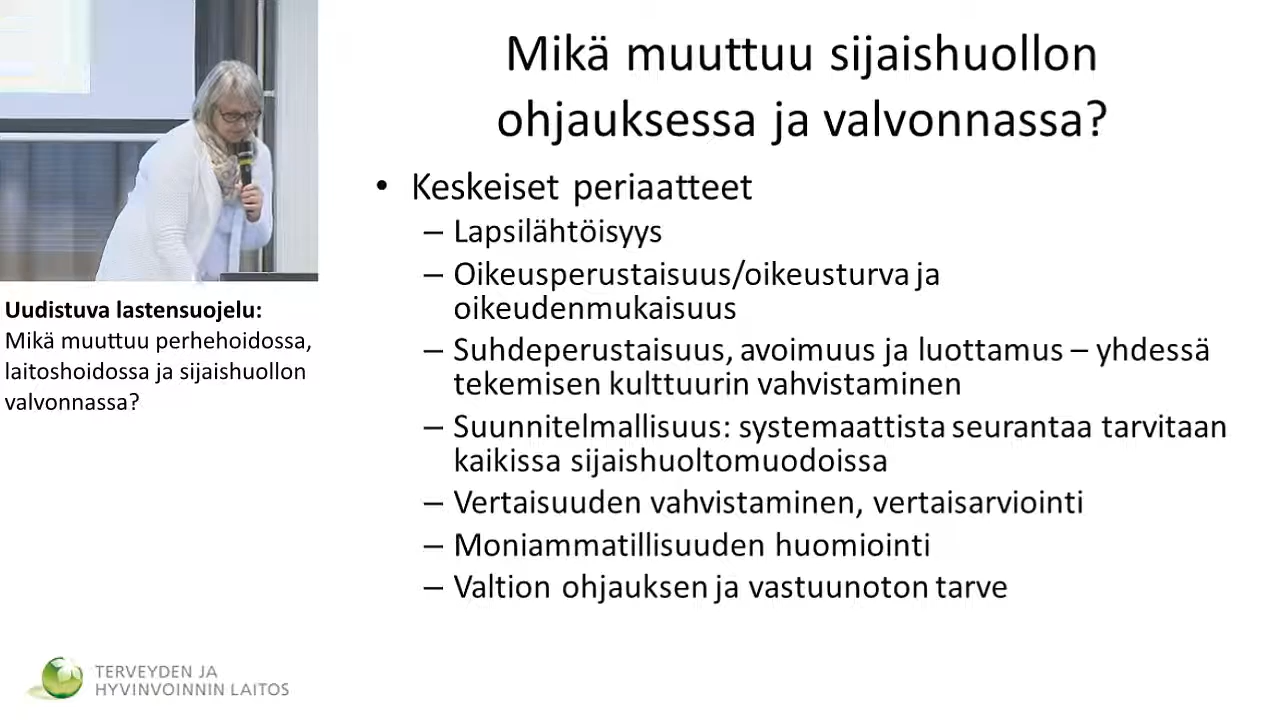 Mikä muuttuu sijaishuollon
ohjauksessa ja valvonnassa?
• Keskeiset periaatteet
– Lapsilähtöisyys
– Oikeusperustaisuus/oikeusturva ja
oikeudenmukaisuus
– Suhdeperustaisuus, avoimuus ja luottamus – yhdessä
tekemisen kulttuurin vahvistaminen
– Suunnitelmallisuus: systemaattista seurantaa tarvitaan
kaikissa sijaishuoltomuodoissa
– Vertaisuuden vahvistaminen, vertaisarviointi
– Moniammatillisuuden huomiointi
– Valtion ohjauksen ja vastuunoton tarve
Uudistuva lastensuojelu:
Mikä muuttuu perhehoidossa,
laitoshoidossa ja sijaishuollon
valvonnassa?
TERVEYDEN JA
HYVINVOINNIN LAITOS